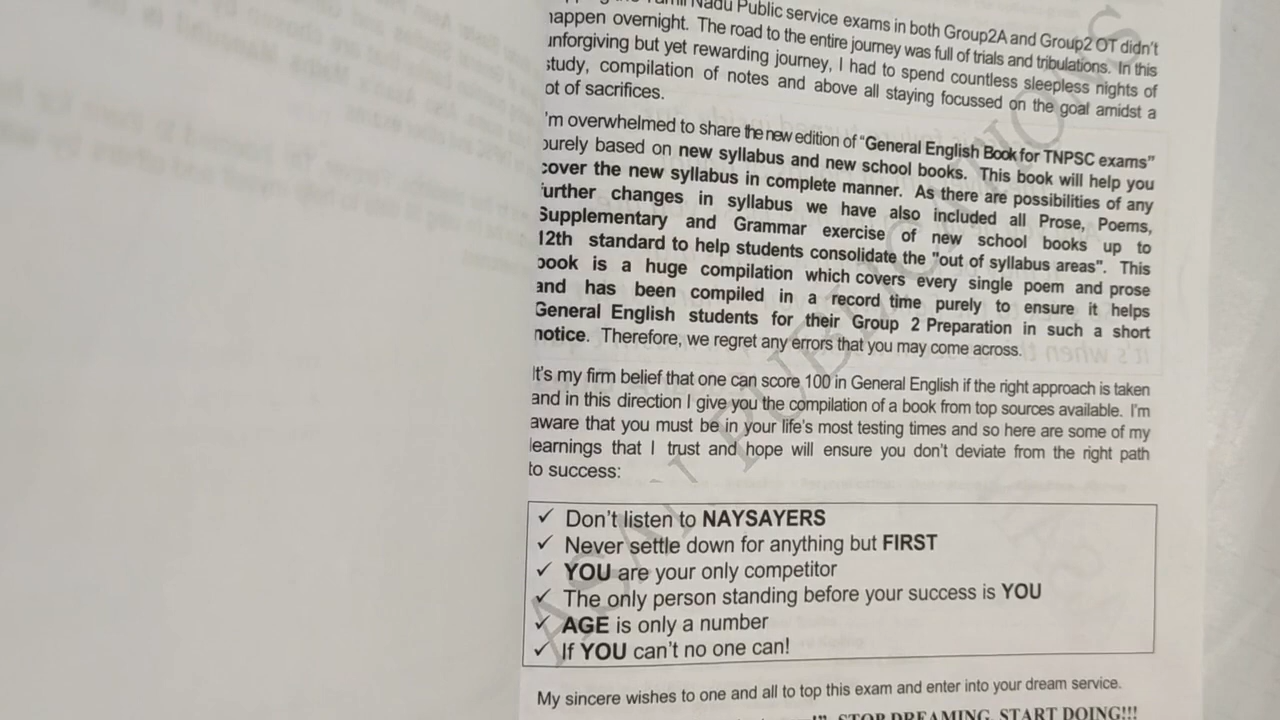 Nadu Public service exams in both Group2A and Group2 OT didn't
happen overnight. The road to the entire journey was full of trials and tribulations. In this
unforgiving but yet rewarding journey, I had to spend countless sleepless nights of
study, compilation of notes and above all staying focussed on the goal amidst a
ot of sacrifices.
'm overwhelmed to share the new edition of "General English Book for TNPSC exams"
purely based on new syllabus and new school books. This book will help you
cover the new syllabus in complete manner. As there are possibilities of any
further changes in syllabus we have also included all Prose, Poems,
Supplementary and Grammar exercise of new school books up to
12th standard to help students consolidate the "out of syllabus areas". This
book is a huge compilation which covers every single poem and prose
and has been compiled in a record time purely to ensure it helps
General English students for their Group 2 Preparation in such a short
notice. Therefore, we regret any errors that you may come across.
It's my firm belief that one can score 100 in General English if the right approach is taken
and in this direction I give you the compilation of a book from top sources available. I'm
aware that you must be in your life's most testing times and so here are some of my
learnings that I trust and hope will ensure you don't deviate from the right path
to success:
✓ Don't listen to NAYSAYERS
✓ Never settle down for anything but FIRST
✓ YOU are your only competitor
✓ The only person standing before your success is YOU
✓ AGE is only a number
✓ If YOU can't no one can!
My sincere wishes to one and all to top this exam and enter into your dream service.
STOP DREAMING, START DOING!!!
ASAI PUBLICATIONS